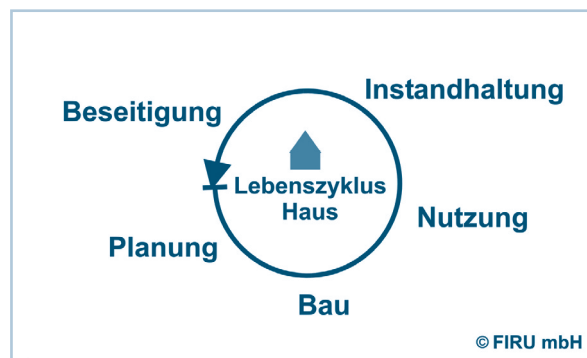 Instandhaltung
Beseitigung
Lebenszyklus
Haus
Nutzung
Planung
Bau
© FIRU mbH